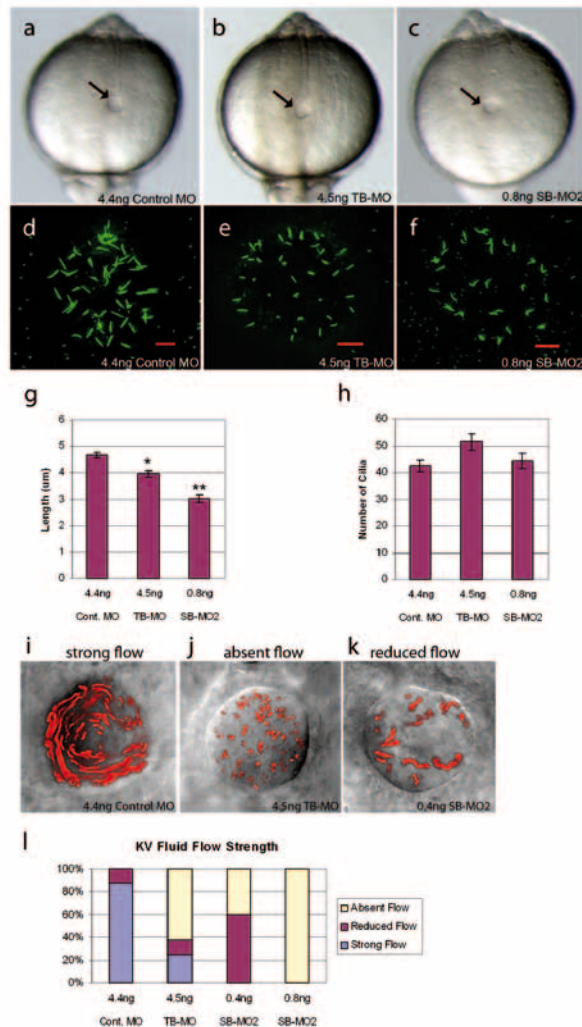 a
b
c
4.4ng Control MO
4.5ng TB-MO
0.8ng SB-MO2
d
e
f
4.4ng Control MO
4.5ng TB-MO
0.8ng SB-MO2
g
6
5
4
3
2
1
0
Length (um)
*
**
4.4ng
4.5ng
0.8ng
Cont. MO
TB-MO
SB-MO2
h
60
50
40
30
20
10
0
Number of Cilia
4.4ng
4.5ng
0.8ng
Cont. MO
TB-MO
SB-MO2
i
strong flow
j
absent flow
k
reduced flow
4.4ng Control MO
4.5ng TB-MO
0.4ng SB-MO2
l
KV Fluid Flow Strength
100%
80%
60%
40%
20%
0%
Absent Flow
Reduced Flow
Strong Flow
4.4ng
4.5ng
0.4ng
0.8ng
Cont. MO
TB-MO
SB-MO2
SB-MO2